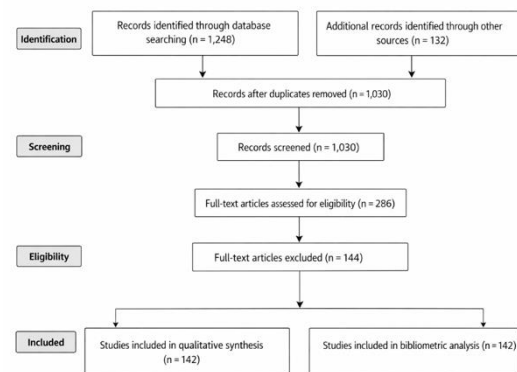 Identification
Records identified through database
searching (n = 1,248)
Additional records identified through other
sources (n = 132)
Records after duplicates removed (n = 1,030)
Screening
Records screened (n = 1,030)
Full-text articles assessed for eligibility (n = 286)
Eligibility
Full-text articles excluded (n = 144)
Included
Studies included in qualitative synthesis
(n = 142)
Studies included in bibliometric analysis (n = 142)